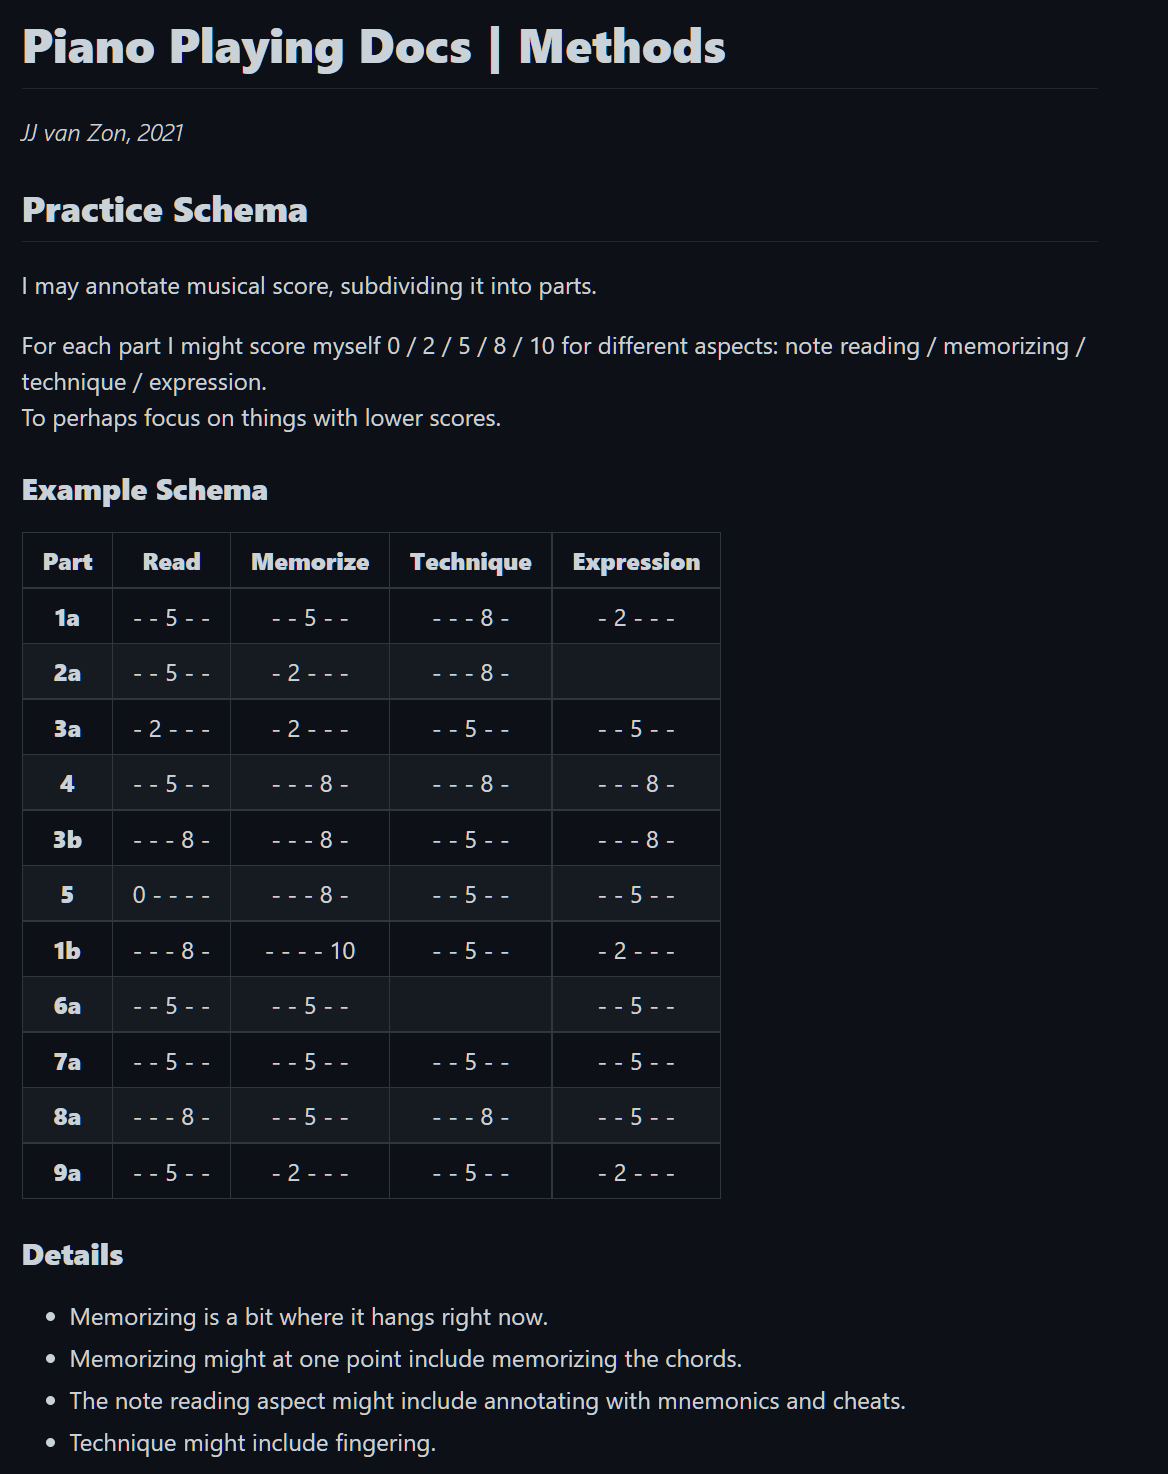 Piano Playing Docs | Methods
JJ van Zon, 2021
Practice Schema
I may annotate musical score, subdividing it into parts.
For each part I might score myself 0 / 2 / 5 / 8 / 10 for different aspects: note reading / memorizing /
technique / expression.
To perhaps focus on things with lower scores.
Example Schema
Part Read Memorize Technique Expression
1a - - 5 - - - - 5 - - - - - 8 - - 2 - - -
2a - - 5 - - - 2 - - - - - - 8 -
3a - 2 - - - - 2 - - - - - 5 - - - - 5 - -
4 - - 5 - - - - - 8 - - - - 8 - - - - 8 -
3b - - - 8 - - - - 8 - - - 5 - - - - - 8 -
5 0 - - - - - - - 8 - - - 5 - - - - 5 - -
1b - - - 8 - - - - - 10 - - 5 - - - 2 - - -
6a - - 5 - - - - 5 - - - - 5 - -
7a - - 5 - - - - 5 - - - - 5 - - - - 5 - -
8a - - - 8 - - - 5 - - - - - 8 - - - 5 - -
9a - - 5 - - - 2 - - - - - 5 - - - 2 - - -
Details
• Memorizing is a bit where it hangs right now.
• Memorizing might at one point include memorizing the chords.
• The note reading aspect might include annotating with mnemonics and cheats.
• Technique might include fingering.